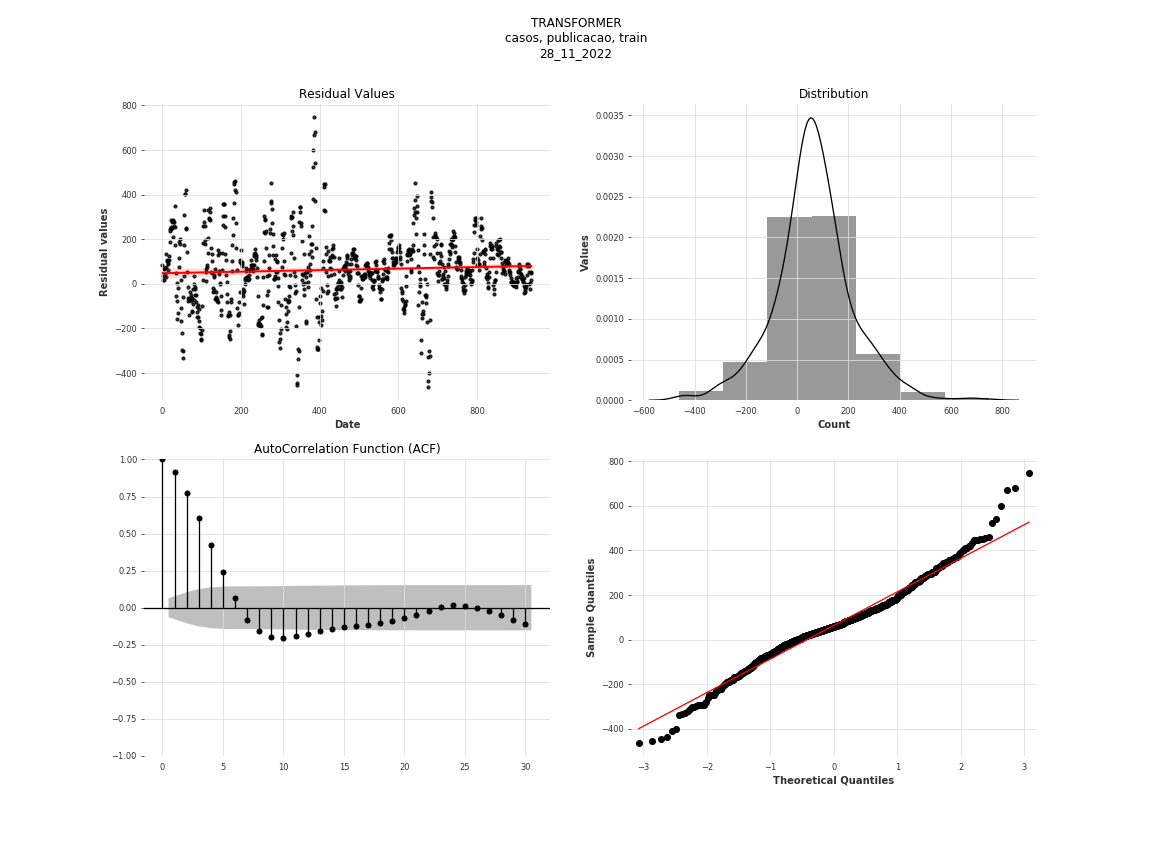 TRANSFORMER
casos, publicacao, train
28_11_2022
Residual Values
Residual values
800
600
400
200
0
−200
−400
0 200 400 600 800
Date
Distribution
Values
0.0035
0.0030
0.0025
0.0020
0.0015
0.0010
0.0005
0.0000
−600 −400 −200 0 200 400 600 800
Count
AutoCorrelation Function (ACF)
1.00
0.75
0.50
0.25
0.00
−0.25
−0.50
−0.75
−1.00
0 5 10 15 20 25 30
Sample Quantiles
800
600
400
200
0
−200
−400
−3 −2 −1 0 1 2 3
Theoretical Quantiles